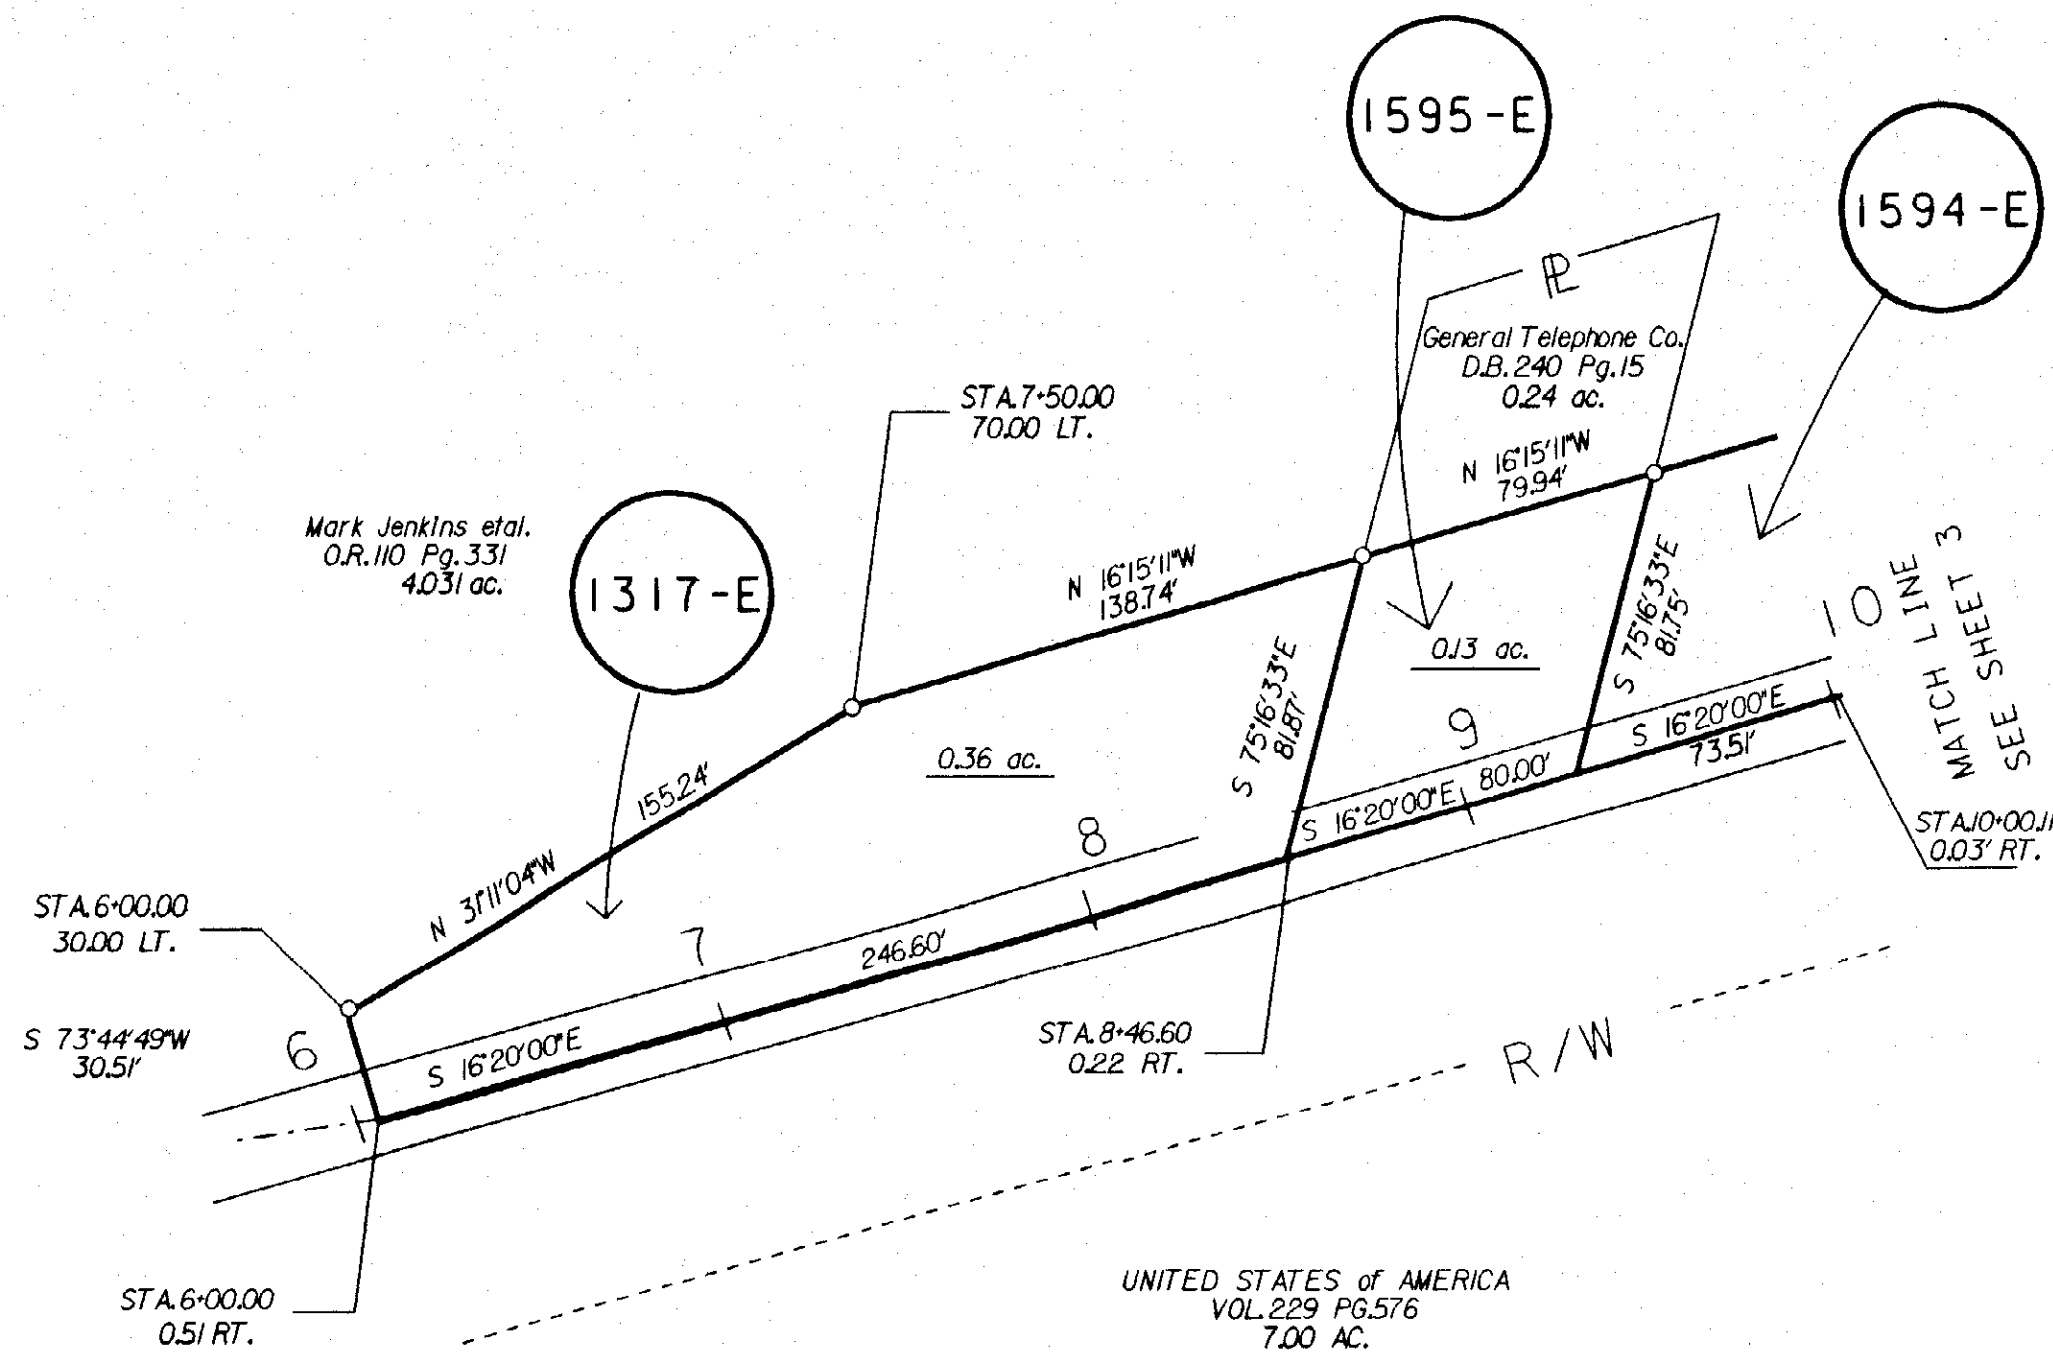 1595-E
1594-E
PL
General Telephone Co.
D.B. 240 Pg. 15
0.24 ac.
STA. 7+50.00
70.00 LT.
N 16°15'11"W
79.94'
Mark Jenkins etal.
O.R. 110 Pg. 331
4.031 ac.
1317-E
N 16°15'11"W
138.74'
S 75°16'33"E
81.75'
10
MATCH LINE
SEE SHEET 3
0.13 ac.
S 75°16'33"E
81.87'
9
S 16°20'00"E
73.51'
0.36 ac.
155.24'
N 31°11'04"W
S 16°20'00"E 80.00'
STA. 10+00.11
0.03' RT.
8
STA. 6+00.00
30.00 LT.
7
246.60'
S 73°44'49"W
30.51'
6
S 16°20'00"E
STA. 8+46.60
0.22 RT.
R/W
STA. 6+00.00
0.51 RT.
UNITED STATES of AMERICA
VOL. 229 PG. 576
7.00 AC.